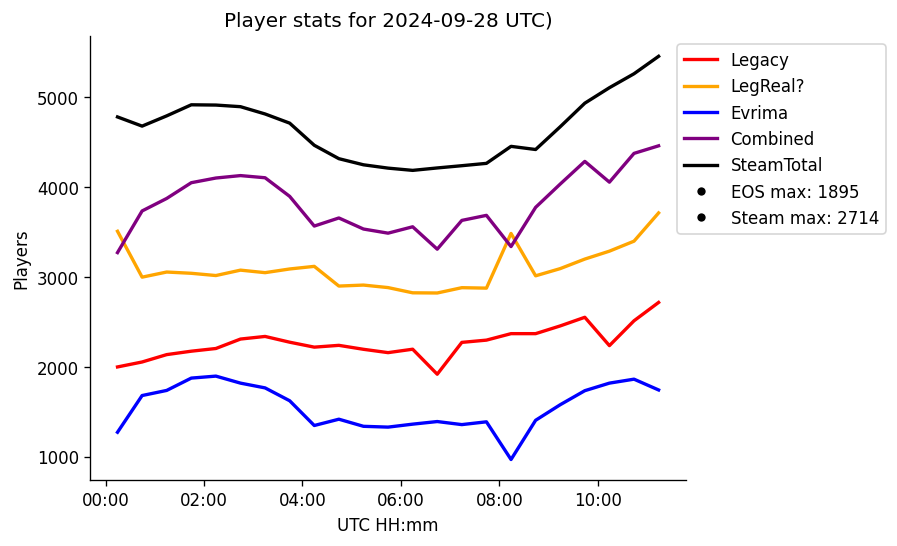 Player stats for 2024-09-28 UTC)
Legacy
LegReal?
Evrima
Combined
SteamTotal
EOS max: 1895
Steam max: 2714
Players
5000
4000
3000
2000
1000
00:00 02:00 04:00 06:00 08:00 10:00
UTC HH:mm